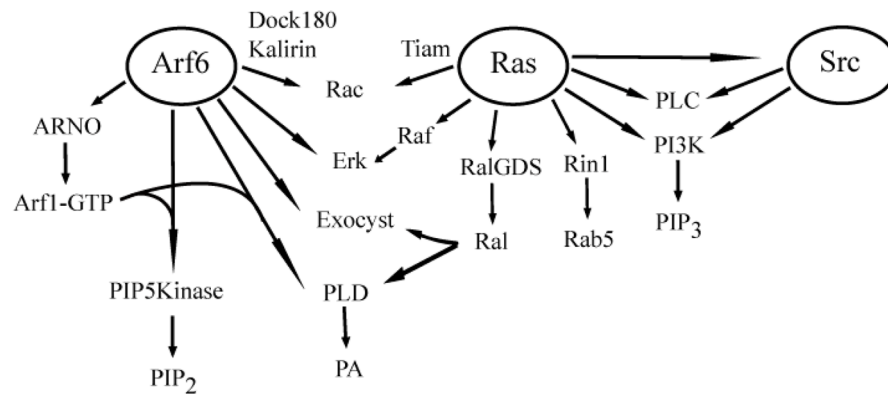 Dock180
Kalirin
Arf6
Tiam
Ras
Src
Rac
PLC
ARNO
Raf
Erk
RalGDS
Rin1
PI3K
Arf1-GTP
Exocyst
Ral
Rab5
PIP3
PIP5Kinase
PLD
PIP2
PA